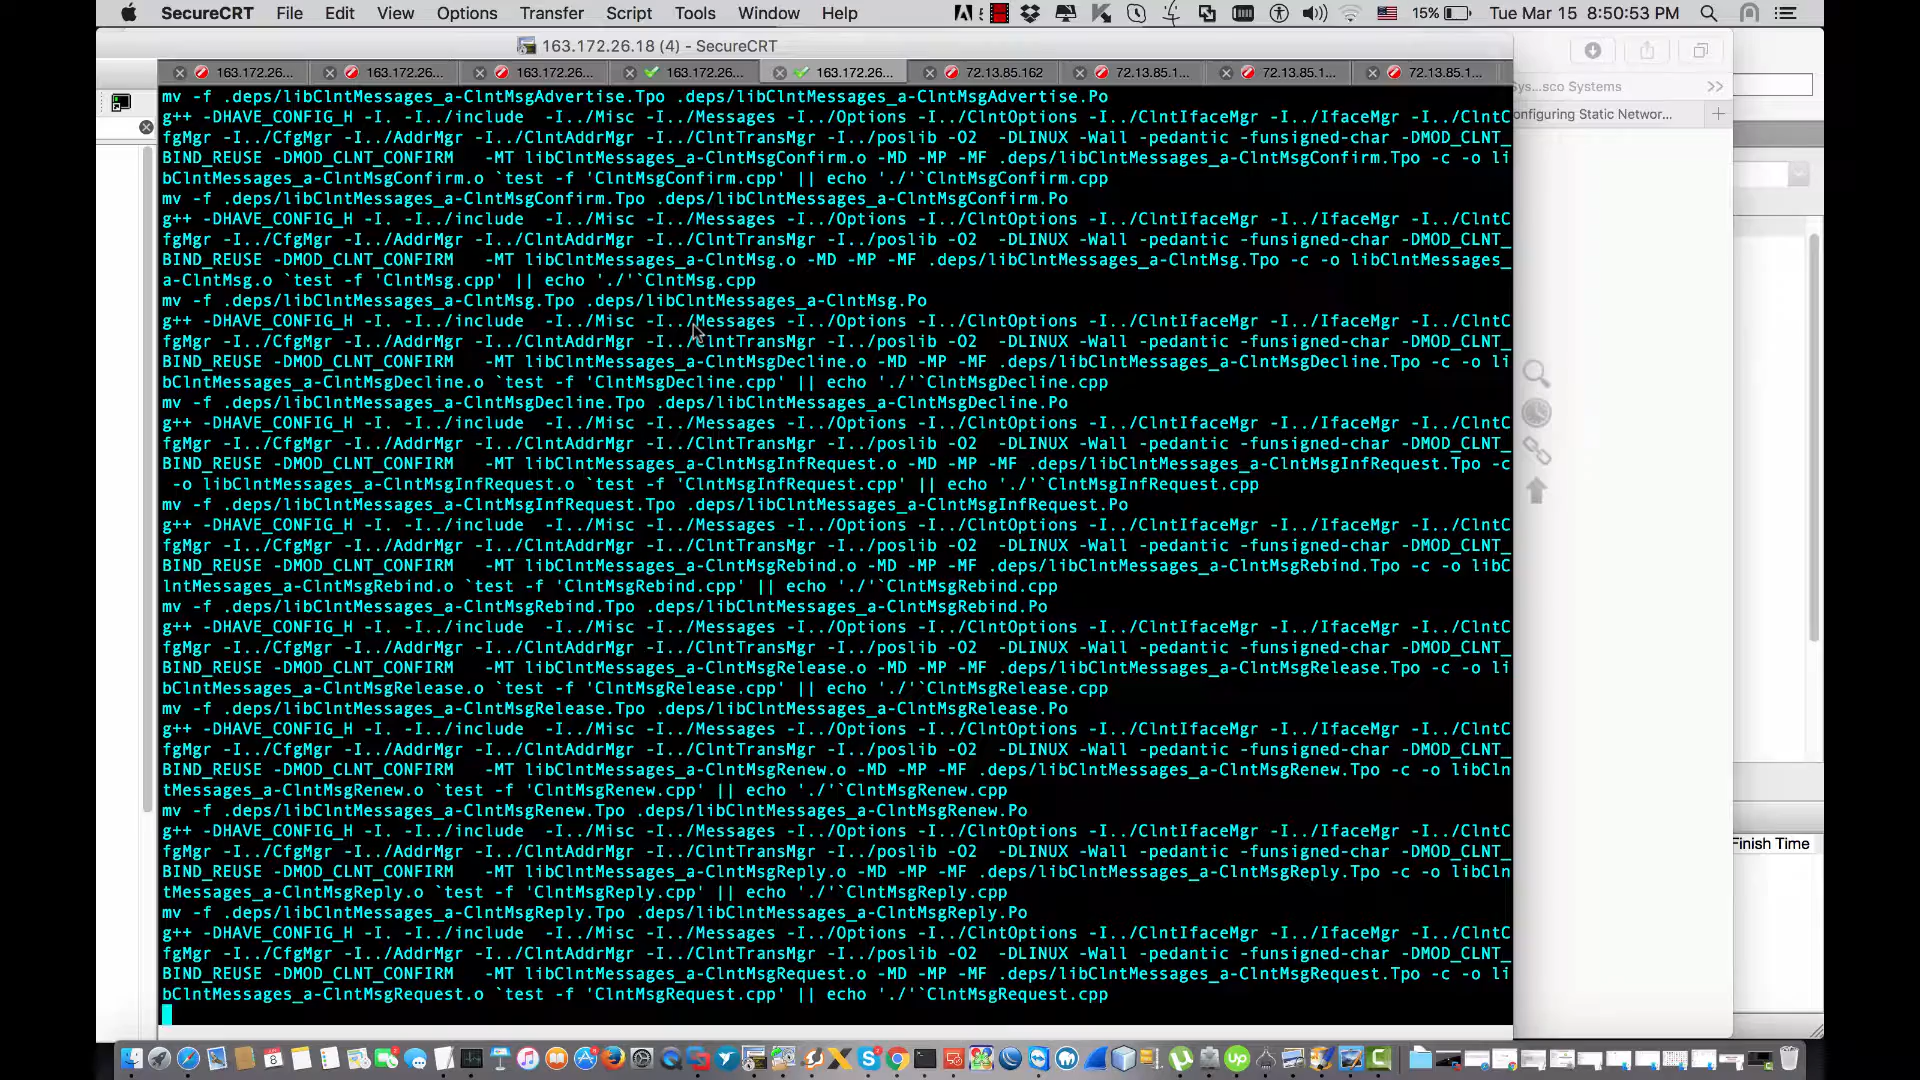 SecureCRT File Edit View Options Transfer Script Tools Window Help 15% Tue Mar 15 8:50:53 PM
163.172.26.18 (4) - SecureCRT
163.172.26... 163.172.26... 163.172.26... 163.172.26... 163.172.26... 72.13.85.162 72.13.85.1... 72.13.85.1... 72.13.85.1...
Sys...sco Systems >>
onfiguring Static Networ... +
mv -f .deps/libClntMessages_a-ClntMsgAdvertise.Tpo .deps/libClntMessages_a-ClntMsgAdvertise.Po
g++ -DHAVE_CONFIG_H -I. -I../include  -I../Misc -I../Messages -I../Options -I../ClntOptions -I../ClntIfaceMgr -I../IfaceMgr -I../ClntC
fgMgr -I../CfgMgr -I../AddrMgr -I../ClntAddrMgr -I../ClntTransMgr -I../poslib -O2  -DLINUX -Wall -pedantic -funsigned-char -DMOD_CLNT_
BIND_REUSE -DMOD_CLNT_CONFIRM   -MT libClntMessages_a-ClntMsgConfirm.o -MD -MP -MF .deps/libClntMessages_a-ClntMsgConfirm.Tpo -c -o li
bClntMessages_a-ClntMsgConfirm.o `test -f 'ClntMsgConfirm.cpp' || echo './'`ClntMsgConfirm.cpp
mv -f .deps/libClntMessages_a-ClntMsgConfirm.Tpo .deps/libClntMessages_a-ClntMsgConfirm.Po
g++ -DHAVE_CONFIG_H -I. -I../include  -I../Misc -I../Messages -I../Options -I../ClntOptions -I../ClntIfaceMgr -I../IfaceMgr -I../ClntC
fgMgr -I../CfgMgr -I../AddrMgr -I../ClntAddrMgr -I../ClntTransMgr -I../poslib -O2  -DLINUX -Wall -pedantic -funsigned-char -DMOD_CLNT_
BIND_REUSE -DMOD_CLNT_CONFIRM   -MT libClntMessages_a-ClntMsg.o -MD -MP -MF .deps/libClntMessages_a-ClntMsg.Tpo -c -o libClntMessages_
a-ClntMsg.o `test -f 'ClntMsg.cpp' || echo './'`ClntMsg.cpp
mv -f .deps/libClntMessages_a-ClntMsg.Tpo .deps/libClntMessages_a-ClntMsg.Po
g++ -DHAVE_CONFIG_H -I. -I../include  -I../Misc -I../Messages -I../Options -I../ClntOptions -I../ClntIfaceMgr -I../IfaceMgr -I../ClntC
fgMgr -I../CfgMgr -I../AddrMgr -I../ClntAddrMgr -I../ClntTransMgr -I../poslib -O2  -DLINUX -Wall -pedantic -funsigned-char -DMOD_CLNT_
BIND_REUSE -DMOD_CLNT_CONFIRM   -MT libClntMessages_a-ClntMsgDecline.o -MD -MP -MF .deps/libClntMessages_a-ClntMsgDecline.Tpo -c -o li
bClntMessages_a-ClntMsgDecline.o `test -f 'ClntMsgDecline.cpp' || echo './'`ClntMsgDecline.cpp
mv -f .deps/libClntMessages_a-ClntMsgDecline.Tpo .deps/libClntMessages_a-ClntMsgDecline.Po
g++ -DHAVE_CONFIG_H -I. -I../include  -I../Misc -I../Messages -I../Options -I../ClntOptions -I../ClntIfaceMgr -I../IfaceMgr -I../ClntC
fgMgr -I../CfgMgr -I../AddrMgr -I../ClntAddrMgr -I../ClntTransMgr -I../poslib -O2  -DLINUX -Wall -pedantic -funsigned-char -DMOD_CLNT_
BIND_REUSE -DMOD_CLNT_CONFIRM   -MT libClntMessages_a-ClntMsgInfRequest.o -MD -MP -MF .deps/libClntMessages_a-ClntMsgInfRequest.Tpo -c
 -o libClntMessages_a-ClntMsgInfRequest.o `test -f 'ClntMsgInfRequest.cpp' || echo './'`ClntMsgInfRequest.cpp
mv -f .deps/libClntMessages_a-ClntMsgInfRequest.Tpo .deps/libClntMessages_a-ClntMsgInfRequest.Po
g++ -DHAVE_CONFIG_H -I. -I../include  -I../Misc -I../Messages -I../Options -I../ClntOptions -I../ClntIfaceMgr -I../IfaceMgr -I../ClntC
fgMgr -I../CfgMgr -I../AddrMgr -I../ClntAddrMgr -I../ClntTransMgr -I../poslib -O2  -DLINUX -Wall -pedantic -funsigned-char -DMOD_CLNT_
BIND_REUSE -DMOD_CLNT_CONFIRM   -MT libClntMessages_a-ClntMsgRebind.o -MD -MP -MF .deps/libClntMessages_a-ClntMsgRebind.Tpo -c -o libC
lntMessages_a-ClntMsgRebind.o `test -f 'ClntMsgRebind.cpp' || echo './'`ClntMsgRebind.cpp
mv -f .deps/libClntMessages_a-ClntMsgRebind.Tpo .deps/libClntMessages_a-ClntMsgRebind.Po
g++ -DHAVE_CONFIG_H -I. -I../include  -I../Misc -I../Messages -I../Options -I../ClntOptions -I../ClntIfaceMgr -I../IfaceMgr -I../ClntC
fgMgr -I../CfgMgr -I../AddrMgr -I../ClntAddrMgr -I../ClntTransMgr -I../poslib -O2  -DLINUX -Wall -pedantic -funsigned-char -DMOD_CLNT_
BIND_REUSE -DMOD_CLNT_CONFIRM   -MT libClntMessages_a-ClntMsgRelease.o -MD -MP -MF .deps/libClntMessages_a-ClntMsgRelease.Tpo -c -o li
bClntMessages_a-ClntMsgRelease.o `test -f 'ClntMsgRelease.cpp' || echo './'`ClntMsgRelease.cpp
mv -f .deps/libClntMessages_a-ClntMsgRelease.Tpo .deps/libClntMessages_a-ClntMsgRelease.Po
g++ -DHAVE_CONFIG_H -I. -I../include  -I../Misc -I../Messages -I../Options -I../ClntOptions -I../ClntIfaceMgr -I../IfaceMgr -I../ClntC
fgMgr -I../CfgMgr -I../AddrMgr -I../ClntAddrMgr -I../ClntTransMgr -I../poslib -O2  -DLINUX -Wall -pedantic -funsigned-char -DMOD_CLNT_
BIND_REUSE -DMOD_CLNT_CONFIRM   -MT libClntMessages_a-ClntMsgRenew.o -MD -MP -MF .deps/libClntMessages_a-ClntMsgRenew.Tpo -c -o libCln
tMessages_a-ClntMsgRenew.o `test -f 'ClntMsgRenew.cpp' || echo './'`ClntMsgRenew.cpp
mv -f .deps/libClntMessages_a-ClntMsgRenew.Tpo .deps/libClntMessages_a-ClntMsgRenew.Po
g++ -DHAVE_CONFIG_H -I. -I../include  -I../Misc -I../Messages -I../Options -I../ClntOptions -I../ClntIfaceMgr -I../IfaceMgr -I../ClntC
fgMgr -I../CfgMgr -I../AddrMgr -I../ClntAddrMgr -I../ClntTransMgr -I../poslib -O2  -DLINUX -Wall -pedantic -funsigned-char -DMOD_CLNT_
BIND_REUSE -DMOD_CLNT_CONFIRM   -MT libClntMessages_a-ClntMsgReply.o -MD -MP -MF .deps/libClntMessages_a-ClntMsgReply.Tpo -c -o libCln
tMessages_a-ClntMsgReply.o `test -f 'ClntMsgReply.cpp' || echo './'`ClntMsgReply.cpp
mv -f .deps/libClntMessages_a-ClntMsgReply.Tpo .deps/libClntMessages_a-ClntMsgReply.Po
g++ -DHAVE_CONFIG_H -I. -I../include  -I../Misc -I../Messages -I../Options -I../ClntOptions -I../ClntIfaceMgr -I../IfaceMgr -I../ClntC
fgMgr -I../CfgMgr -I../AddrMgr -I../ClntAddrMgr -I../ClntTransMgr -I../poslib -O2  -DLINUX -Wall -pedantic -funsigned-char -DMOD_CLNT_
BIND_REUSE -DMOD_CLNT_CONFIRM   -MT libClntMessages_a-ClntMsgRequest.o -MD -MP -MF .deps/libClntMessages_a-ClntMsgRequest.Tpo -c -o li
bClntMessages_a-ClntMsgRequest.o `test -f 'ClntMsgRequest.cpp' || echo './'`ClntMsgRequest.cpp
Finish Time